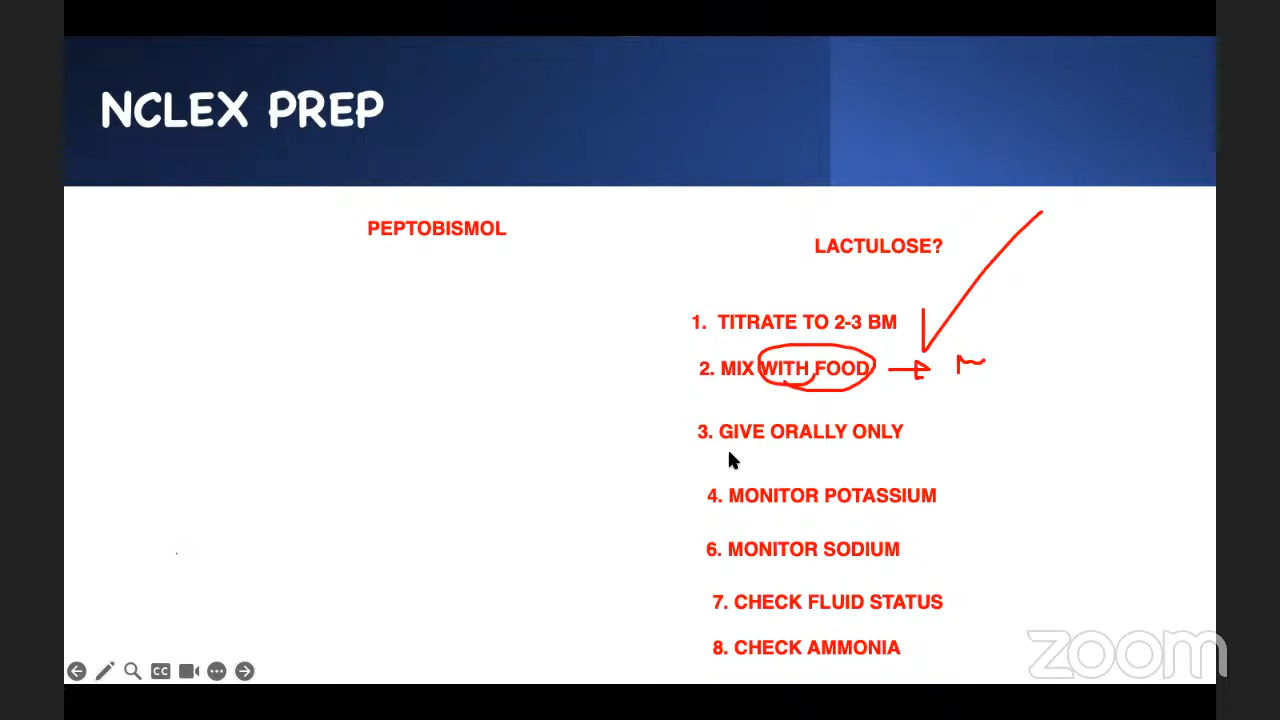 NCLEX PREP
PEPTOBISMOL
LACTULOSE?
1. TITRATE TO 2-3 BM
2. MIX WITH FOOD
3. GIVE ORALLY ONLY
4. MONITOR POTASSIUM
6. MONITOR SODIUM
7. CHECK FLUID STATUS
8. CHECK AMMONIA
CC
zoom